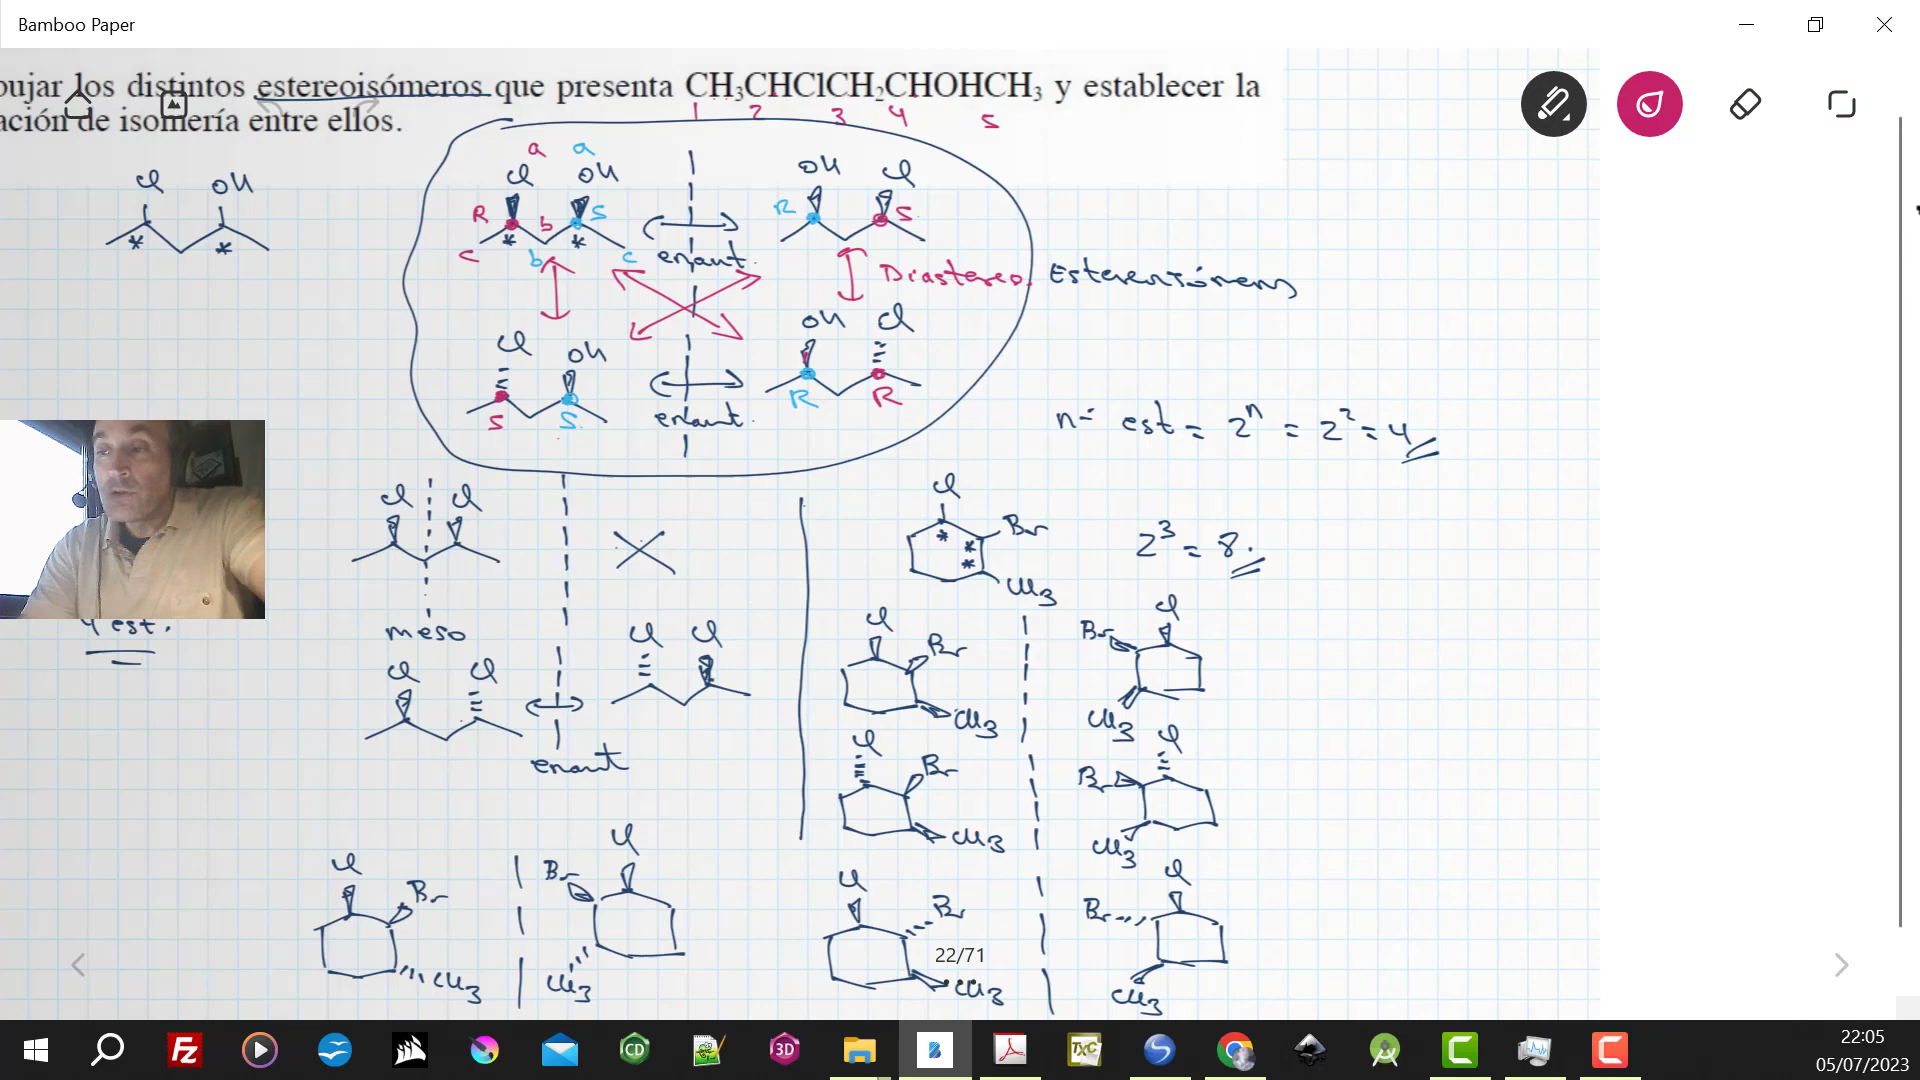 Bamboo Paper
bujar los distintos estereoisómeros que presenta CH₃CHClCH₂CHOHCH₃ y establecer la
ación de isomería entre ellos.
1 2 3 4 5
a a
Cl OH Cl OH OH Cl
R b S R S
* * * *
c b c enant.
Diastereo. Estereoisómeros
Cl OH OH Cl
S S. enant. R R
nº est = 2ⁿ = 2² = 4
Cl Cl Cl
Br
* * *
CH3
2³ = 8.
4 est.
meso
Cl Cl Cl Cl
enant
Cl Br CH3
Cl Br CH3
Cl Br CH3
Cl Br CH3
Cl Br CH3
Cl Br CH3
Cl Br CH3
Cl Br CH3
22/71
22:05
05/07/2023